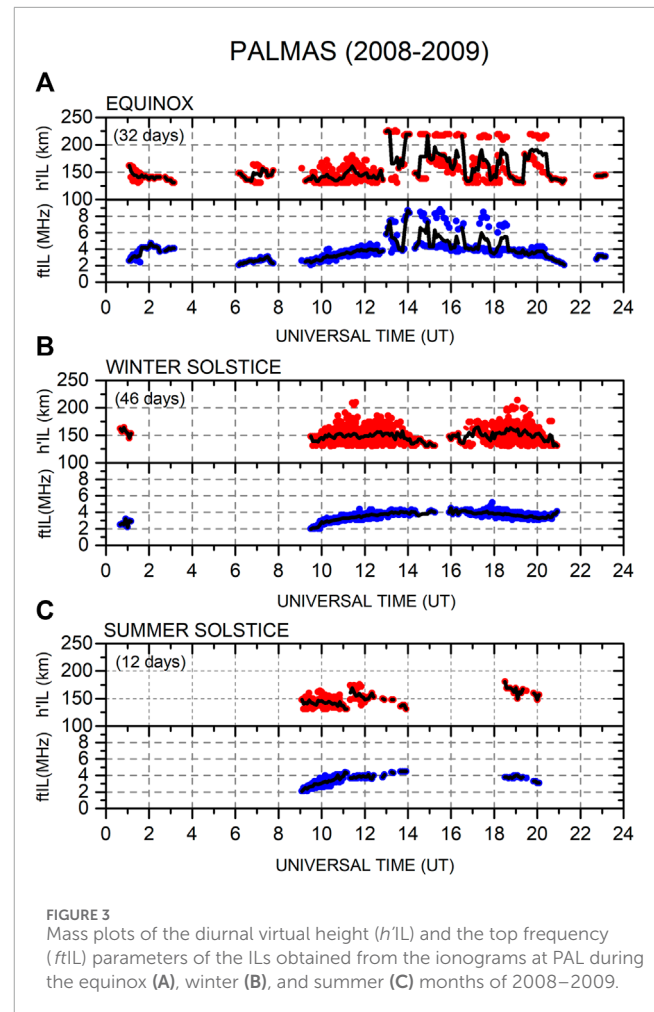 PALMAS (2008-2009)
A
EQUINOX
(32 days)
h'IL (km)
250
200
150
100
ftIL (MHz)
8
6
4
2
0
0 2 4 6 8 10 12 14 16 18 20 22 24
UNIVERSAL TIME (UT)
B
WINTER SOLSTICE
(46 days)
h'IL (km)
250
200
150
100
ftIL(MHz)
8
6
4
2
0
0 2 4 6 8 10 12 14 16 18 20 22 24
UNIVERSAL TIME (UT)
C
SUMMER SOLSTICE
(12 days)
h'IL (km)
250
200
150
100
ftIL(MHz)
8
6
4
2
0
0 2 4 6 8 10 12 14 16 18 20 22 24
UNIVERSAL TIME (UT)
FIGURE 3
Mass plots of the diurnal virtual height (h'IL) and the top frequency
(ftIL) parameters of the ILs obtained from the ionograms at PAL during
the equinox (A), winter (B), and summer (C) months of 2008–2009.